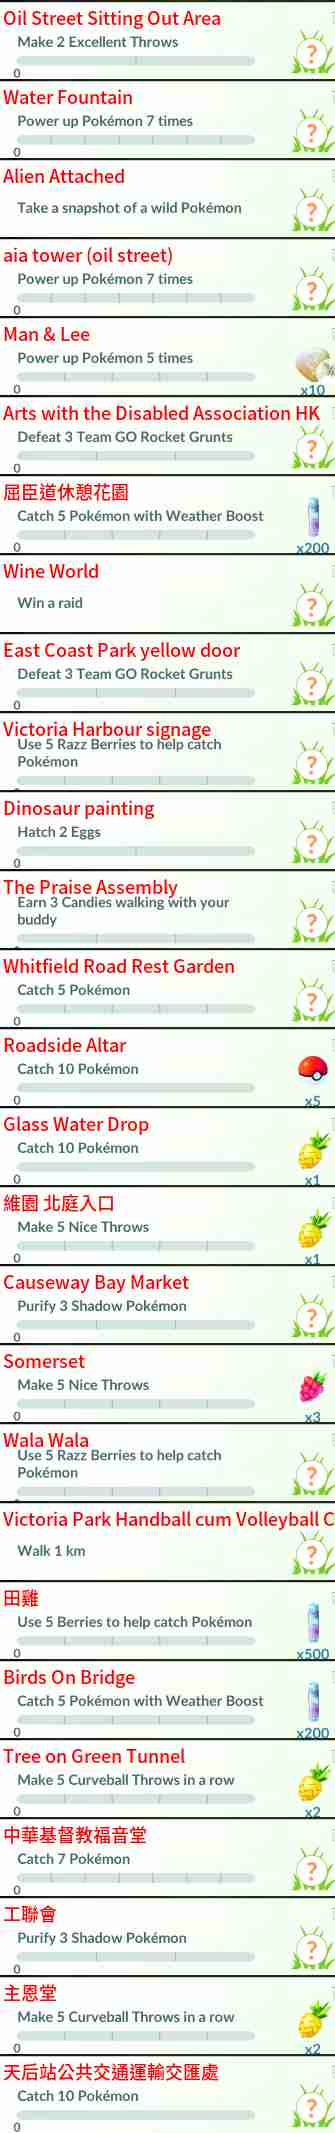 Oil Street Sitting Out Area
Make 2 Excellent Throws
?
0
Water Fountain
Power up Pokémon 7 times
?
0
Alien Attached
Take a snapshot of a wild Pokémon
?
aia tower (oil street)
Power up Pokémon 7 times
?
0
Man & Lee
Power up Pokémon 5 times
0
x10
Arts with the Disabled Association HK
Defeat 3 Team GO Rocket Grunts
?
0
屈臣道休憩花園
Catch 5 Pokémon with Weather Boost
0
x200
Wine World
Win a raid
?
East Coast Park yellow door
Defeat 3 Team GO Rocket Grunts
?
0
Victoria Harbour signage
Use 5 Razz Berries to help catch
Pokémon
?
Dinosaur painting
Hatch 2 Eggs
?
0
The Praise Assembly
Earn 3 Candies walking with your
buddy
?
Whitfield Road Rest Garden
Catch 5 Pokémon
?
0
Roadside Altar
Catch 10 Pokémon
0
x5
Glass Water Drop
Catch 10 Pokémon
0
x1
維園 北庭入口
Make 5 Nice Throws
0
x1
Causeway Bay Market
Purify 3 Shadow Pokémon
?
0
Somerset
Make 5 Nice Throws
0
x3
Wala Wala
Use 5 Razz Berries to help catch
Pokémon
?
Victoria Park Handball cum Volleyball C
Walk 1 km
?
田雞
Use 5 Berries to help catch Pokémon
0
x500
Birds On Bridge
Catch 5 Pokémon with Weather Boost
0
x200
Tree on Green Tunnel
Make 5 Curveball Throws in a row
0
x2
中華基督教福音堂
Catch 7 Pokémon
?
0
工聯會
Purify 3 Shadow Pokémon
?
0
主恩堂
Make 5 Curveball Throws in a row
0
x2
天后站公共交通運輸交匯處
Catch 10 Pokémon
?
0